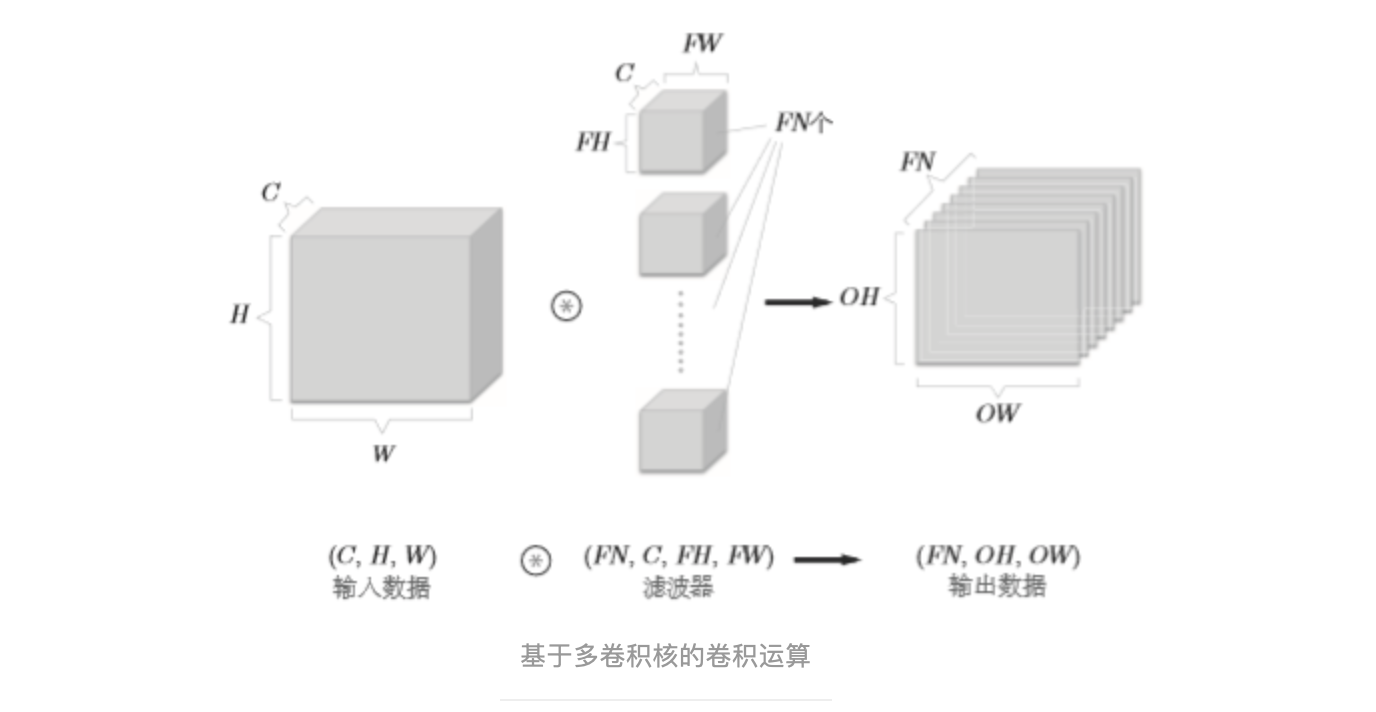 FW
C
FH
FN个
C
H
W
FN
OH
OW
(C, H, W)
(FN, C, FH, FW)
(FN, OH, OW)
输入数据
滤波器
输出数据
基于多卷积核的卷积运算